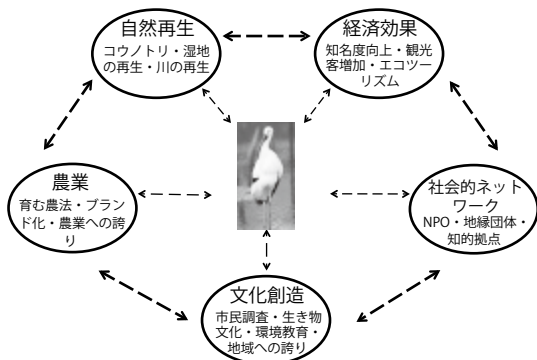 自然再生
コウノトリ・湿地
の再生・川の再生
経済効果
知名度向上・観光
客増加・エコツー
リズム
農業
育む農法・ブラン
ド化・農業への誇
り
社会的ネット
ワーク
NPO・地縁団体・
知的拠点
文化創造
市民調査・生き物
文化・環境教育・
地域への誇り